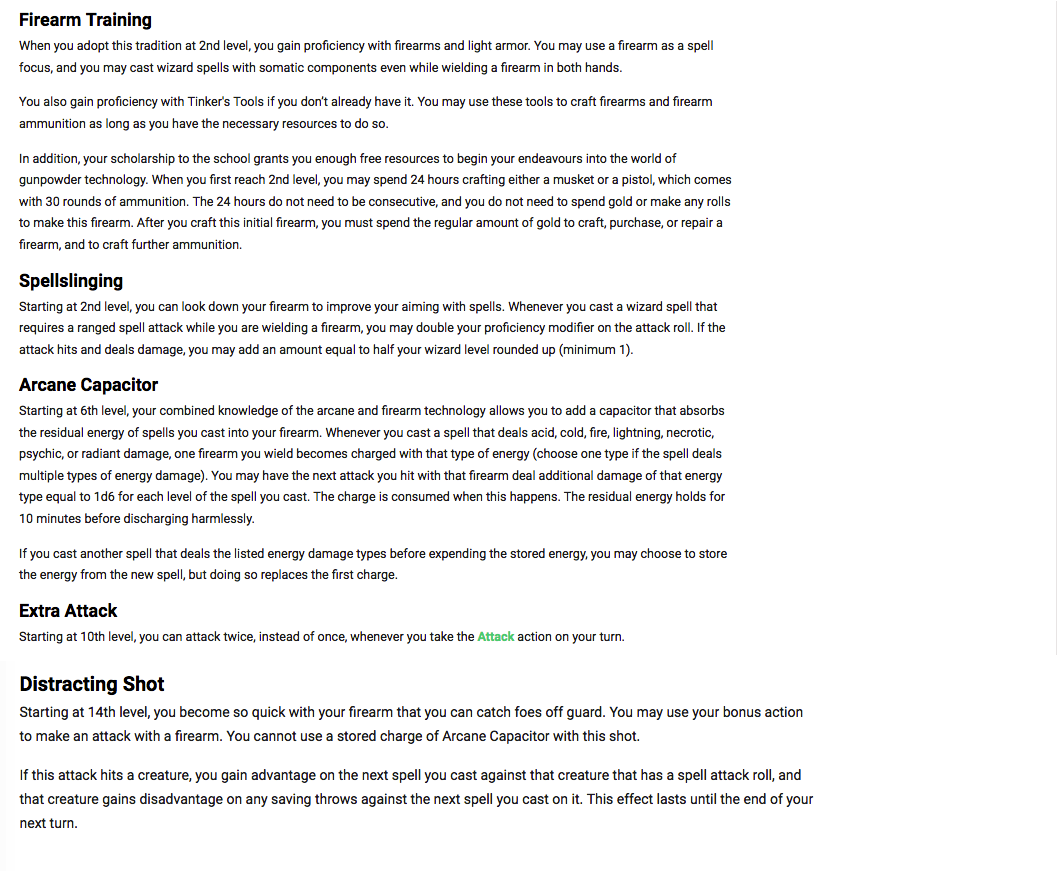 Firearm Training
When you adopt this tradition at 2nd level, you gain proficiency with firearms and light armor. You may use a firearm as a spell
focus, and you may cast wizard spells with somatic components even while wielding a firearm in both hands.
You also gain proficiency with Tinker's Tools if you don't already have it. You may use these tools to craft firearms and firearm
ammunition as long as you have the necessary resources to do so.
In addition, your scholarship to the school grants you enough free resources to begin your endeavours into the world of
gunpowder technology. When you first reach 2nd level, you may spend 24 hours crafting either a musket or a pistol, which comes
with 30 rounds of ammunition. The 24 hours do not need to be consecutive, and you do not need to spend gold or make any rolls
to make this firearm. After you craft this initial firearm, you must spend the regular amount of gold to craft, purchase, or repair a
firearm, and to craft further ammunition.
Spellslinging
Starting at 2nd level, you can look down your firearm to improve your aiming with spells. Whenever you cast a wizard spell that
requires a ranged spell attack while you are wielding a firearm, you may double your proficiency modifier on the attack roll. If the
attack hits and deals damage, you may add an amount equal to half your wizard level rounded up (minimum 1).
Arcane Capacitor
Starting at 6th level, your combined knowledge of the arcane and firearm technology allows you to add a capacitor that absorbs
the residual energy of spells you cast into your firearm. Whenever you cast a spell that deals acid, cold, fire, lightning, necrotic,
psychic, or radiant damage, one firearm you wield becomes charged with that type of energy (choose one type if the spell deals
multiple types of energy damage). You may have the next attack you hit with that firearm deal additional damage of that energy
type equal to 1d6 for each level of the spell you cast. The charge is consumed when this happens. The residual energy holds for
10 minutes before discharging harmlessly.
If you cast another spell that deals the listed energy damage types before expending the stored energy, you may choose to store
the energy from the new spell, but doing so replaces the first charge.
Extra Attack
Starting at 10th level, you can attack twice, instead of once, whenever you take the Attack action on your turn.
Distracting Shot
Starting at 14th level, you become so quick with your firearm that you can catch foes off guard. You may use your bonus action
to make an attack with a firearm. You cannot use a stored charge of Arcane Capacitor with this shot.
If this attack hits a creature, you gain advantage on the next spell you cast against that creature that has a spell attack roll, and
that creature gains disadvantage on any saving throws against the next spell you cast on it. This effect lasts until the end of your
next turn.